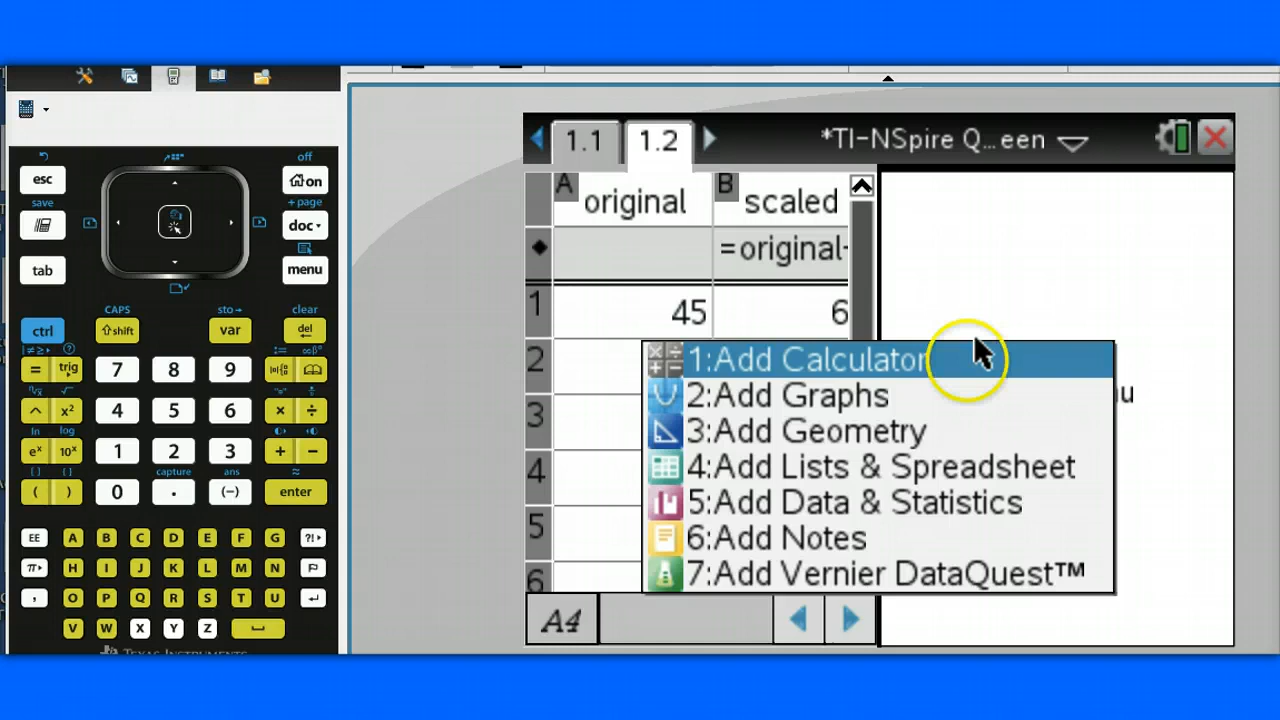 esc
off
on
save
+ page
doc
tab
menu
CAPS
sto
clear
ctrl
shift
var
del
=
trig
7
8
9
^
x²
4
5
6
×
÷
ln
log
eˣ
10ˣ
1
2
3
+
−
{ }
capture
ans
≈
(
)
0
.
(−)
enter
EE
A
B
C
D
E
F
G
?!
π
H
I
J
K
L
M
N
,
O
P
Q
R
S
T
U
V
W
X
Y
Z
TEXAS INSTRUMENTS
1.1
1.2
*TI-NSpire Q...een
A original
B scaled
=original
1 45 6
2
3
4
5
6
1:Add Calculator
2:Add Graphs
3:Add Geometry
4:Add Lists & Spreadsheet
5:Add Data & Statistics
6:Add Notes
7:Add Vernier DataQuest™
A4